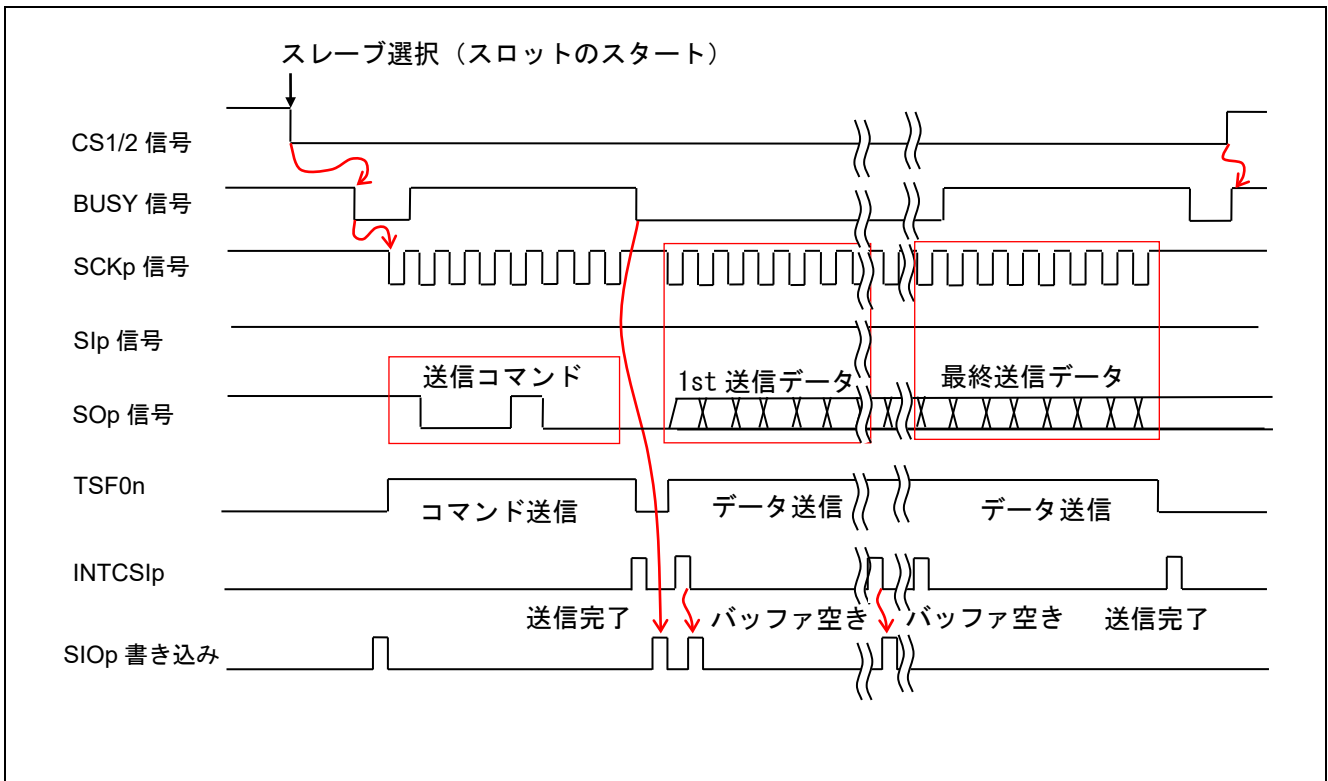 スレーブ選択（スロットのスタート）
CS1/2 信号
BUSY 信号
SCKp 信号
SIp 信号
送信コマンド
1st 送信データ
最終送信データ
SOp 信号
TSF0n
コマンド送信
データ送信
データ送信
INTCSIp
送信完了
バッファ空き
バッファ空き
送信完了
SIOp 書き込み